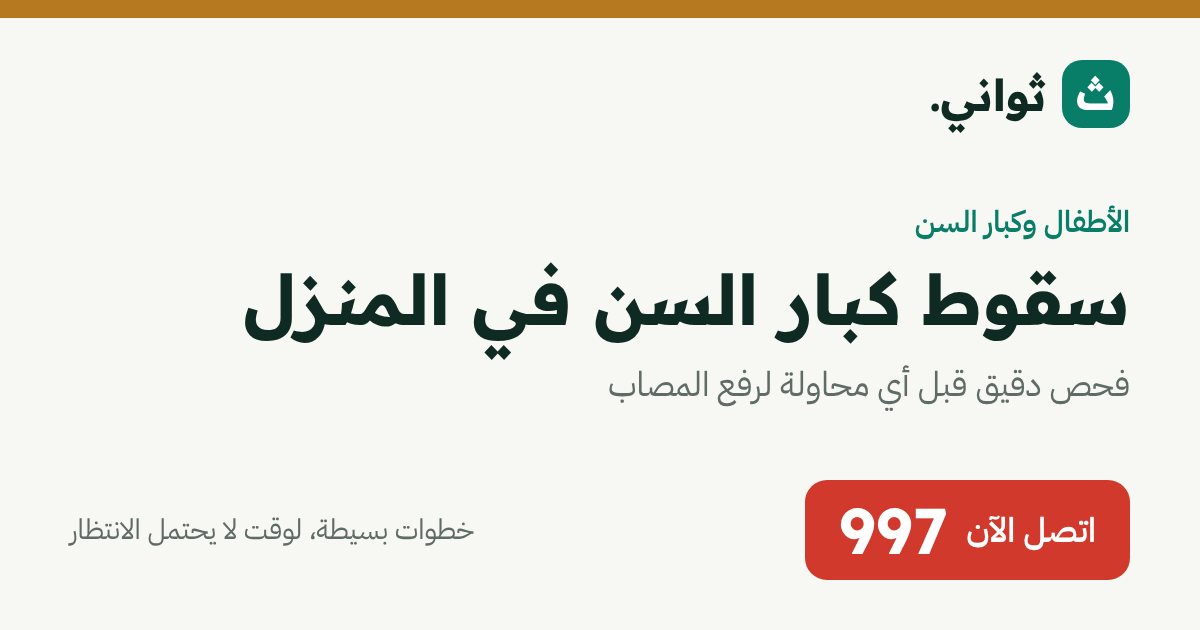 ث ثواني.
الأطفال وكبار السن
سقوط كبار السن في المنزل
فحص دقيق قبل أي محاولة لرفع المصاب
اتصل الآن 997
خطوات بسيطة، لوقت لا يحتمل الانتظار